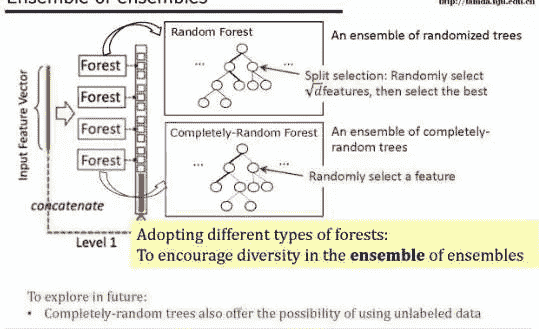 Ensemble of ensembles
http://lamda.nju.edu.cn
Random Forest
An ensemble of randomized trees
Forest
...
...
Split selection: Randomly select
√d features, then select the best
Forest
Input Feature Vector
Forest
Completely-Random Forest
An ensemble of completely-
random trees
Forest
...
...
Randomly select a feature
concatenate
Level 1
Adopting different types of forests:
To encourage diversity in the ensemble of ensembles
To explore in future:
• Completely-random trees also offer the possibility of using unlabeled data